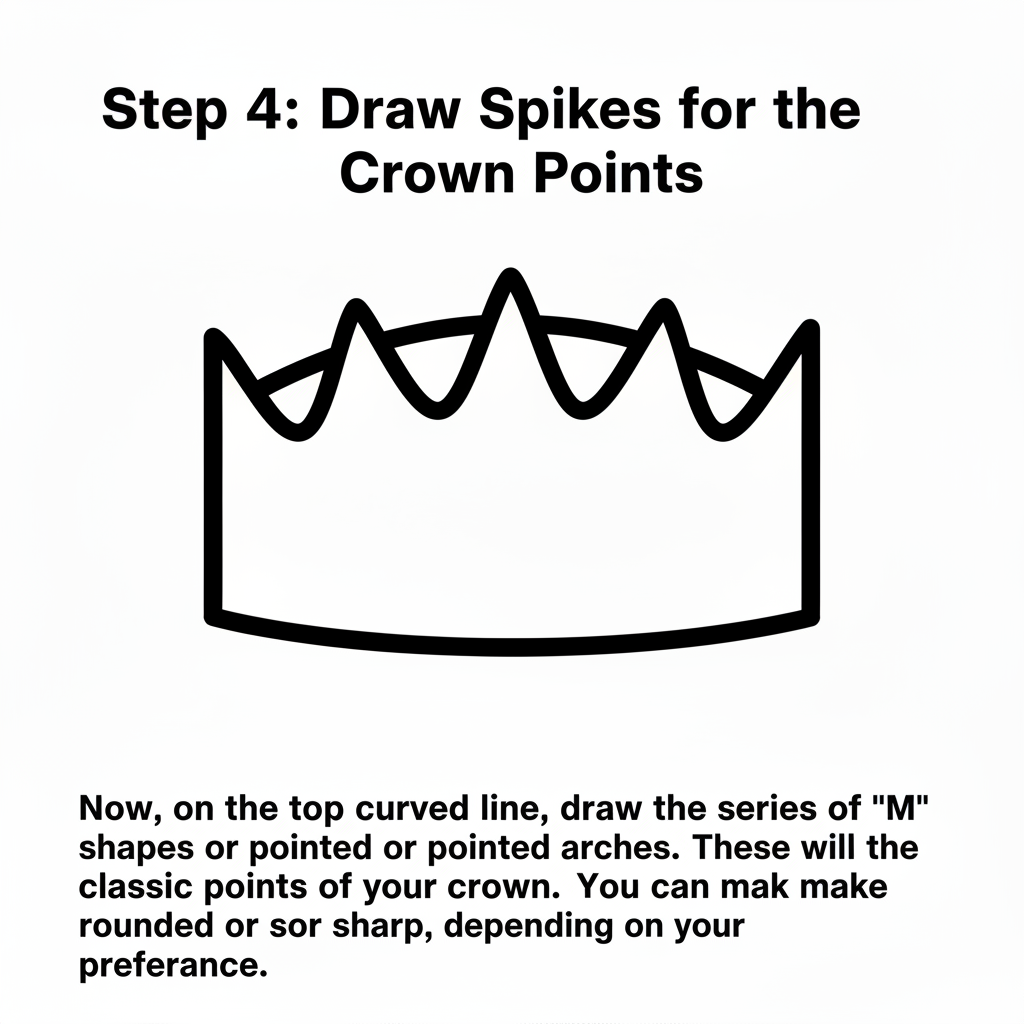 Step 4: Draw Spikes for the
Crown Points
Now, on the top curved line, draw the series of "M"
shapes or pointed or pointed arches. These will the
classic points of your crown. You can mak make
rounded or sor sharp, depending on your
preferance.